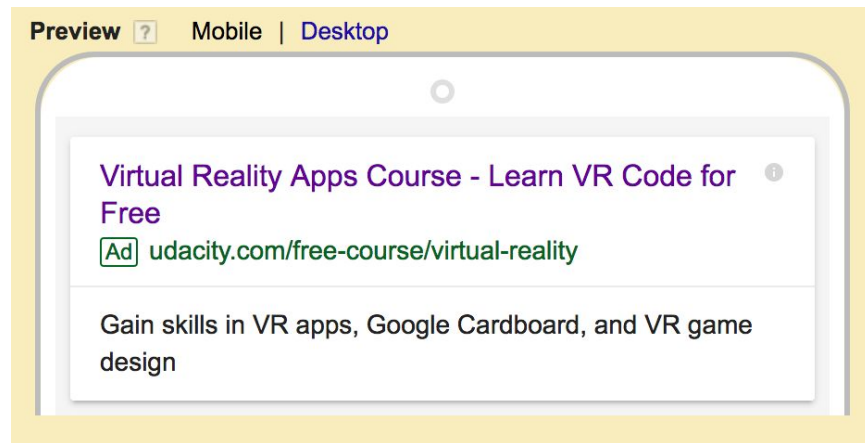 Preview ? Mobile | Desktop
Virtual Reality Apps Course - Learn VR Code for
Free
Ad udacity.com/free-course/virtual-reality
Gain skills in VR apps, Google Cardboard, and VR game
design